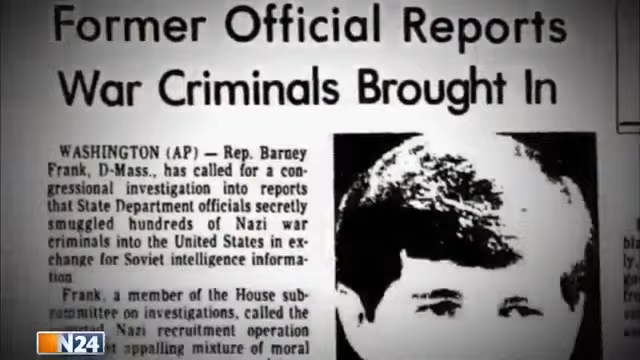 Former Official Reports
War Criminals Brought In
WASHINGTON (AP) — Rep. Barney
Frank, D-Mass., has called for a con-
gressional investigation into reports
that State Department officials secretly
smuggled hundreds of Nazi war
criminals into the United States in ex-
change for Soviet intelligence informa-
tion
Frank, a member of the House sub-
committee on investigations, called the
Nazi recruitment operation
appalling mixture of moral
N24